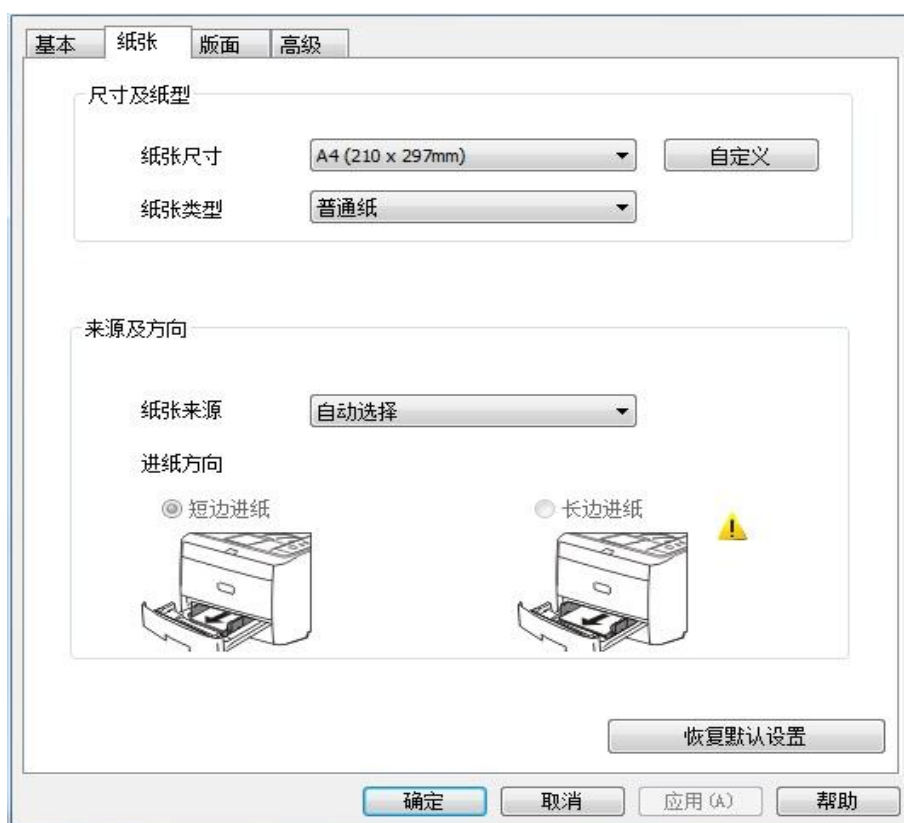 基本 纸张 版面 高级
尺寸及纸型
纸张尺寸 A4 (210 x 297mm) 自定义
纸张类型 普通纸
来源及方向
纸张来源 自动选择
进纸方向
短边进纸 长边进纸
恢复默认设置
确定 取消 应用(A) 帮助